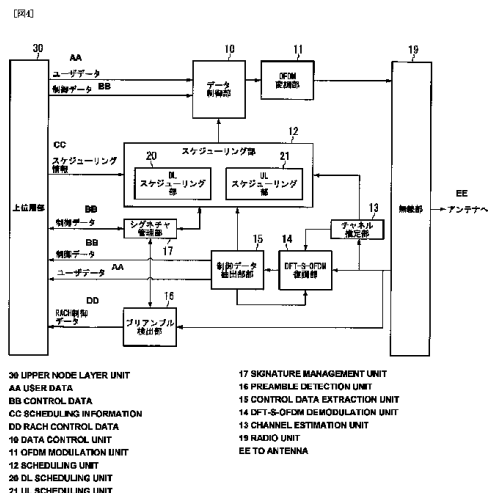 [図4]
30
10
11
19
AA
ユーザデータ
制御データ BB
データ
制御部
OFDM
変調部
12
スケジューリング部
20
21
DL
スケジューリング
部
UL
スケジューリング
部
CC
スケジューリング
情報
上位層部
無線部
EE
アンテナへ
BB
制御データ
シグネチャ
管理部
17
13
チャネル
推定部
BB
制御データ
AA
ユーザデータ
15
制御データ
抽出部部
14
DFT-S-OFDM
復調部
DD
RACH制御
データ
16
プリアンブル
検出部
30 UPPER NODE LAYER UNIT
AA USER DATA
BB CONTROL DATA
CC SCHEDULING INFORMATION
DD RACH CONTROL DATA
10 DATA CONTROL UNIT
11 OFDM MODULATION UNIT
12 SCHEDULING UNIT
20 DL SCHEDULING UNIT
21 UL SCHEDULING UNIT
17 SIGNATURE MANAGEMENT UNIT
16 PREAMBLE DETECTION UNIT
15 CONTROL DATA EXTRACTION UNIT
14 DFT-S-OFDM DEMODULATION UNIT
13 CHANNEL ESTIMATION UNIT
19 RADIO UNIT
EE TO ANTENNA